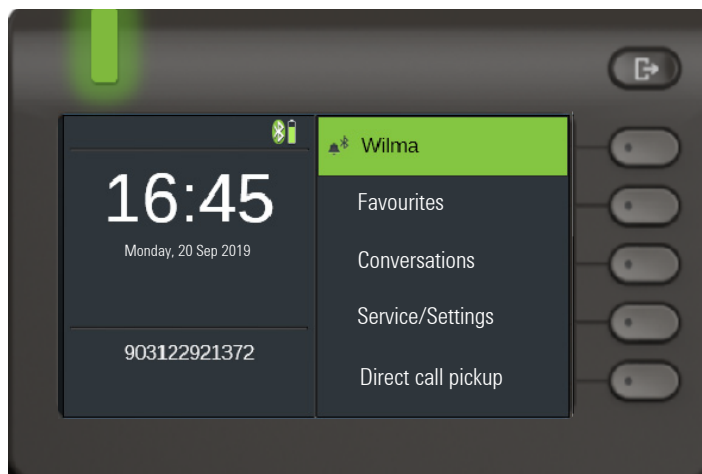 16:45
Monday, 20 Sep 2019
903122921372
Wilma
Favourites
Conversations
Service/Settings
Direct call pickup